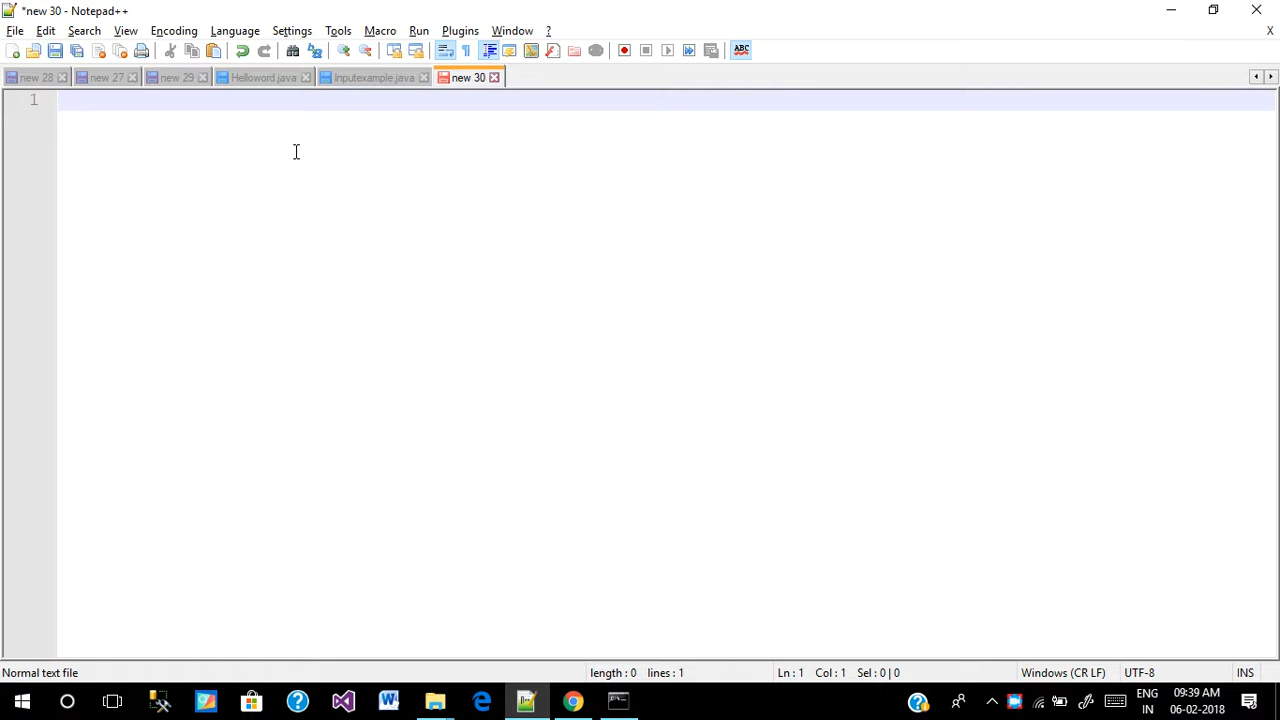 *new 30 - Notepad++
File Edit Search View Encoding Language Settings Tools Macro Run Plugins Window ? X
ABC
new 28 new 27 new 29 Helloword.java Inputexample.java new 30
1
Normal text file length : 0 lines : 1 Ln : 1 Col : 1 Sel : 0 | 0 Windows (CR LF) UTF-8 INS
ENG 09:39 AM
IN 06-02-2018